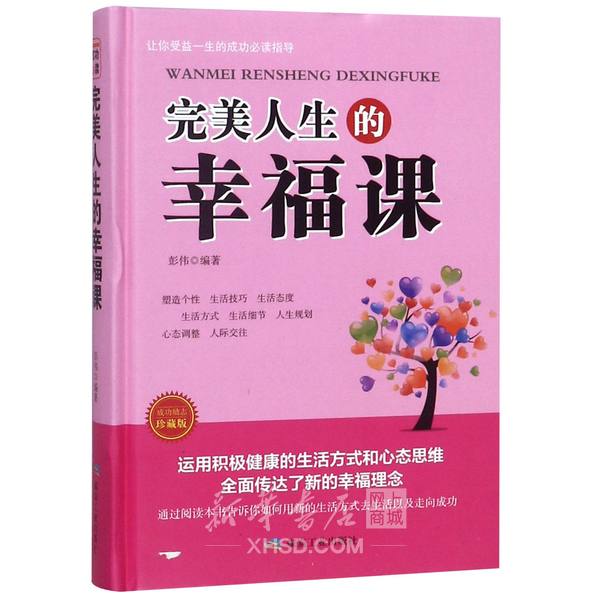 让你受益一生的成功必读指导
WANMEI RENSHENG DEXINGFUKE
完美人生的
幸福课
彭伟◎编著
塑造个性 生活技巧 生活态度
生活方式 生活细节 人生规划
心态调整 人际交往
成功励志
珍藏版
运用积极健康的生活方式和心态思维
全面传达了新的幸福理念
通过阅读本书告诉你如何用新的生活方式去生活以及走向成功
新华书店
网上商城
XHSD.COM
完美人生的幸福课
彭伟◎编著